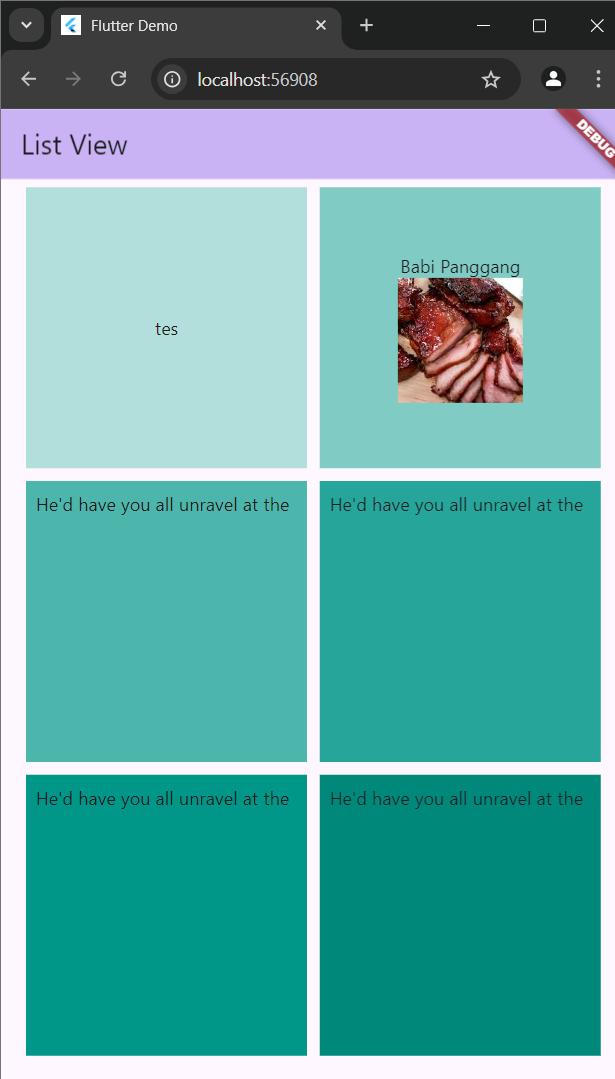 Flutter Demo
localhost:56908
List View
DEBUG
tes
Babi Panggang
He'd have you all unravel at the
He'd have you all unravel at the
He'd have you all unravel at the
He'd have you all unravel at the